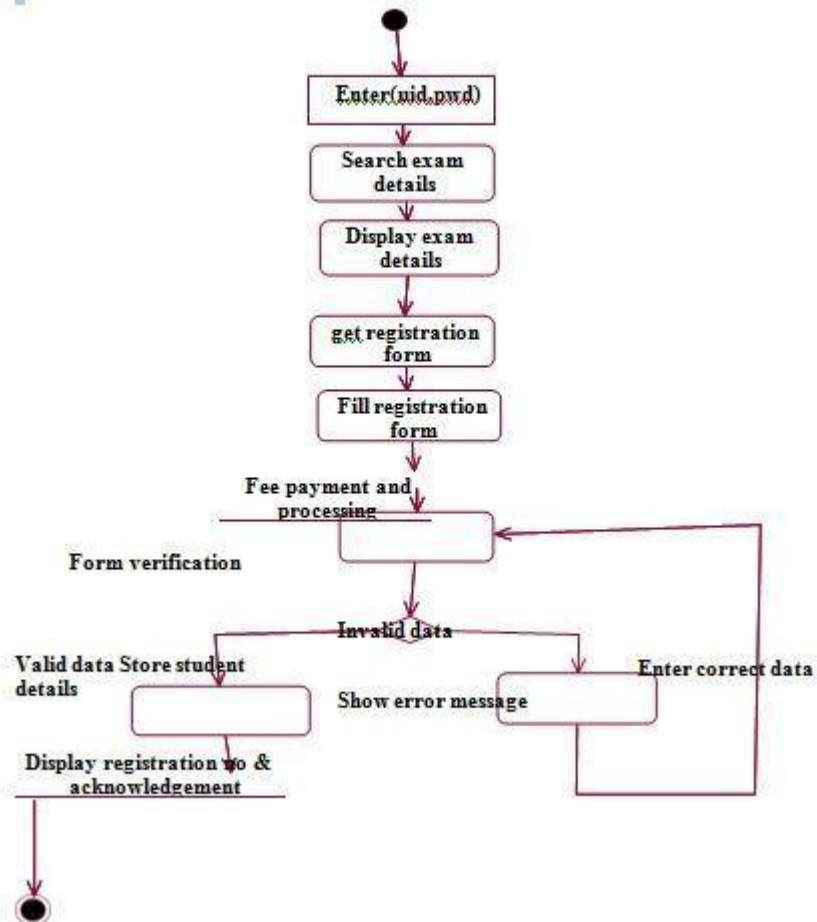 Enter(uid,pwd)
Search exam
details
Display exam
details
get registration
form
Fill registration
form
Fee payment and
processing
Form verification
Invalid data
Valid data Store student
details
Enter correct data
Show error message
Display registration no &
acknowledgement